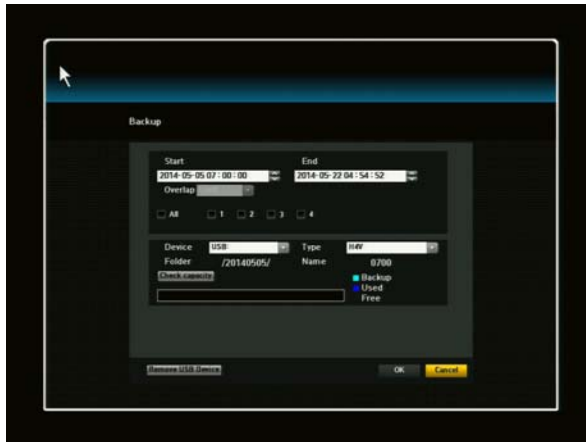 Backup
Start End
2014-05-05 07 : 00 : 00 2014-05-22 04 : 54 : 52
Overlap
All 1 2 3 4
Device USB: Type H4V
Folder /20140505/ Name 0700
Check capacity Backup
Used
Free
Remove USB Device OK Cancel